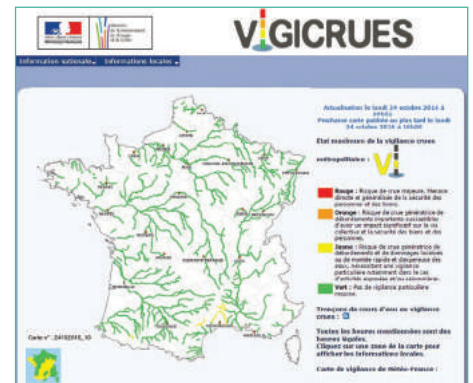 VIGICRUES
Information nationale Informations locales
Actualisation le lundi 24 octobre 2016 à
Prochaine carte publiée au plus tard le lundi
24 octobre 2016 à 16h00
Etat maximum de la vigilance crues
métropolitaine :
Rouge : Risque de crue majeure. Menace
directe et généralisée de la sécurité des
personnes et des biens.
Orange : Risque de crue génératrice de
débordements importants susceptibles
d'avoir un impact significatif sur la vie
collective et la sécurité des biens et des
personnes.
Jaune : Risque de crue génératrice de
débordements et de dommages localisés
ou de montée rapide et dangereuse des
eaux, nécessitant une vigilance
particulière notamment dans le cas
d'activités exposées et/ou saisonnières.
Vert : Pas de vigilance particulière
requise.
Tronçons de cours d'eau en vigilance
crues :
Toutes les heures mentionnées sont des
heures légales.
Cliquez sur une zone de la carte pour
afficher les informations locales.
Carte de vigilance de Météo-France :
Carte n° : 24102016_10